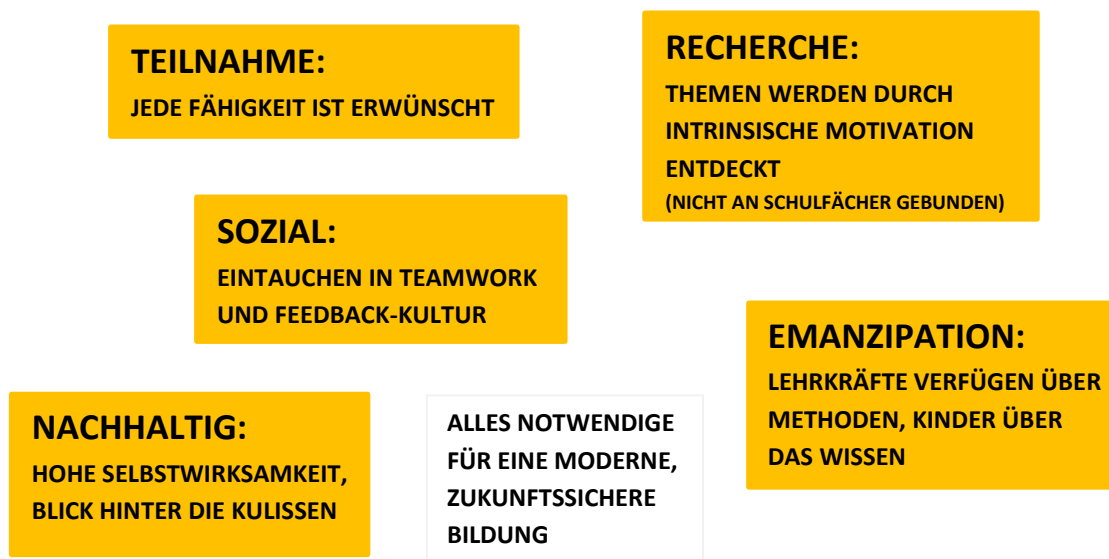 TEILNAHME:
JEDE FÄHIGKEIT IST ERWÜNSCHT
RECHERCHE:
THEMEN WERDEN DURCH
INTRINSISCHE MOTIVATION
ENTDECKT
(NICHT AN SCHULFÄCHER GEBUNDEN)
SOZIAL:
EINTAUCHEN IN TEAMWORK
UND FEEDBACK-KULTUR
EMANZIPATION:
LEHRKRÄFTE VERFÜGEN ÜBER
METHODEN, KINDER ÜBER
DAS WISSEN
NACHHALTIG:
HOHE SELBSTWIRKSAMKEIT,
BLICK HINTER DIE KULISSEN
ALLES NOTWENDIGE
FÜR EINE MODERNE,
ZUKUNFTSSICHERE
BILDUNG